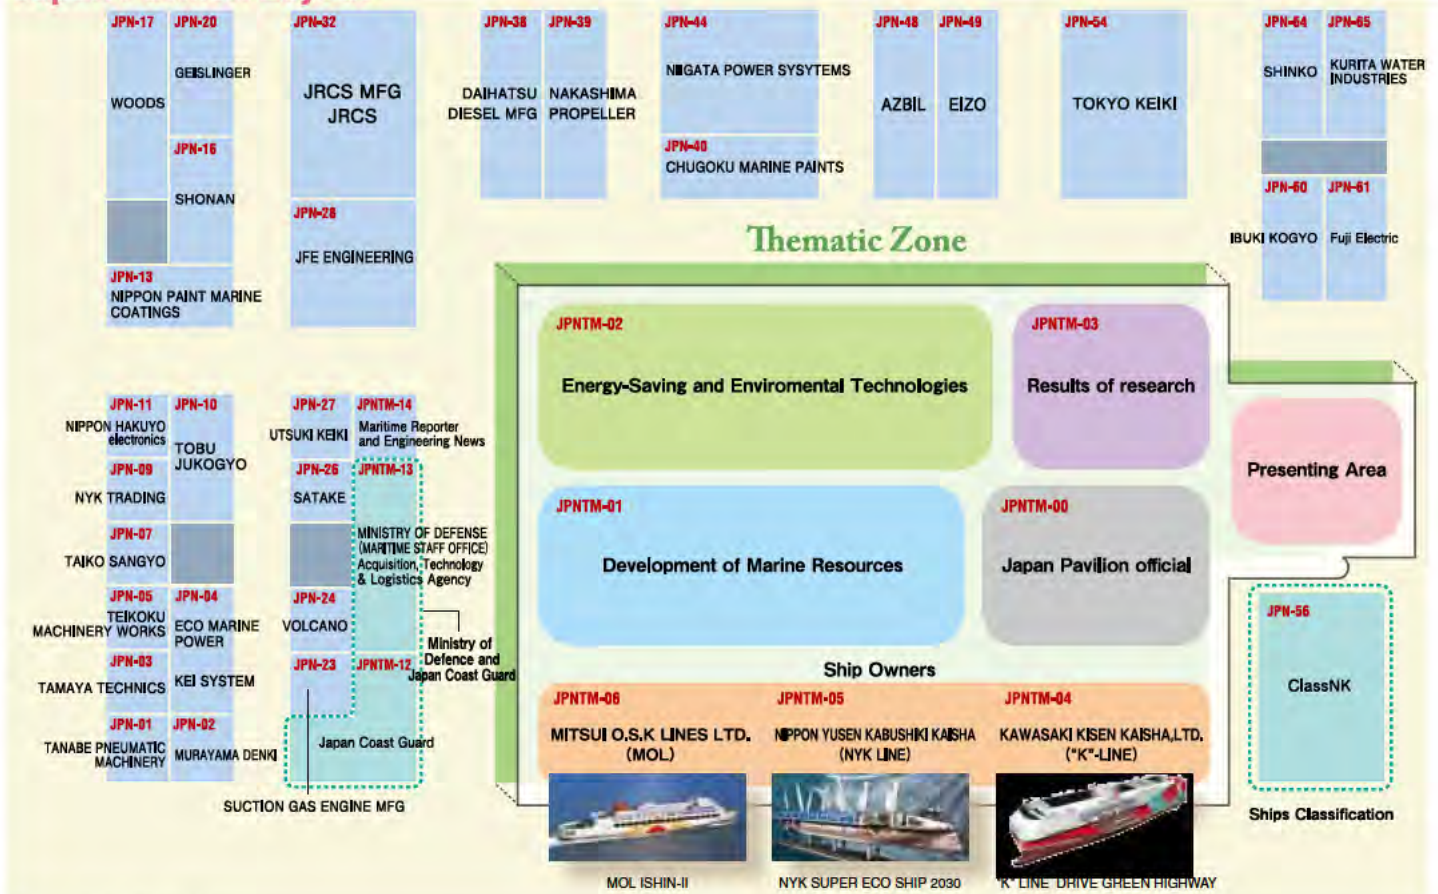 JPN-17
WOODS
JPN-20
GEISLINGER
JPN-16
SHONAN
JPN-13
NIPPON PAINT MARINE
COATINGS
JPN-32
JRCS MFG
JRCS
JPN-28
JFE ENGINEERING
JPN-38
DAIHATSU
DIESEL MFG
JPN-39
NAKASHIMA
PROPELLER
JPN-44
NIIGATA POWER SYSYTEMS
JPN-40
CHUGOKU MARINE PAINTS
JPN-48
AZBIL
JPN-49
EIZO
JPN-54
TOKYO KEIKI
JPN-64
SHINKO
JPN-65
KURITA WATER
INDUSTRIES
JPN-60
IBUKI KOGYO
JPN-61
Fuji Electric
Thematic Zone
JPNTM-02
Energy-Saving and Enviromental Technologies
JPNTM-03
Results of research
Presenting Area
JPNTM-01
Development of Marine Resources
JPNTM-00
Japan Pavilion official
Ship Owners
JPNTM-06
MITSUI O.S.K LINES LTD.
(MOL)
JPNTM-05
NIPPON YUSEN KABUSHIKI KAISHA
(NYK LINE)
JPNTM-04
KAWASAKI KISEN KAISHA,LTD.
("K"-LINE)
MOL ISHIN-II
NYK SUPER ECO SHIP 2030
"K" LINE DRIVE GREEN HIGHWAY
JPN-56
ClassNK
Ships Classification
JPN-11
NIPPON HAKUYO
electronics
JPN-10
TOBU
JUKOGYO
JPN-09
NYK TRADING
JPN-07
TAIKO SANGYO
JPN-05
TEIKOKU
MACHINERY WORKS
JPN-04
ECO MARINE
POWER
JPN-03
TAMAYA TECHNICS
KEI SYSTEM
JPN-01
TANABE PNEUMATIC
MACHINERY
JPN-02
MURAYAMA DENKI
JPN-27
UTSUKI KEIKI
JPNTM-14
Maritime Reporter
and Engineering News
JPN-26
SATAKE
JPNTM-13
MINISTRY OF DEFENSE
(MARITIME STAFF OFFICE)
Acquisition, Technology
& Logistics Agency
JPN-24
VOLCANO
JPN-23
JPNTM-12
Japan Coast Guard
Ministry of
Defence and
Japan Coast Guard
SUCTION GAS ENGINE MFG